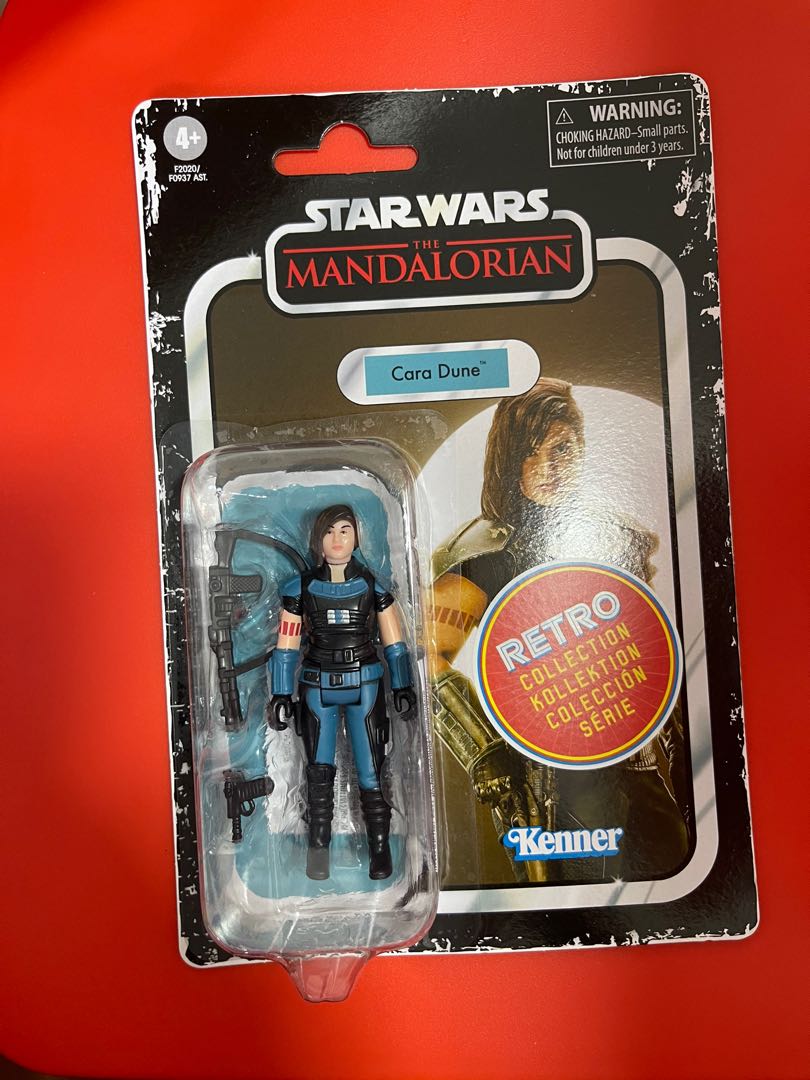 4+
F2020/
F0937 AST.
WARNING:
CHOKING HAZARD–Small parts.
Not for children under 3 years.
STAR WARS
THE
MANDALORIAN
Cara Dune™
RETRO
COLLECTION
KOLLEKTION
COLECCIÓN
SÉRIE
Kenner